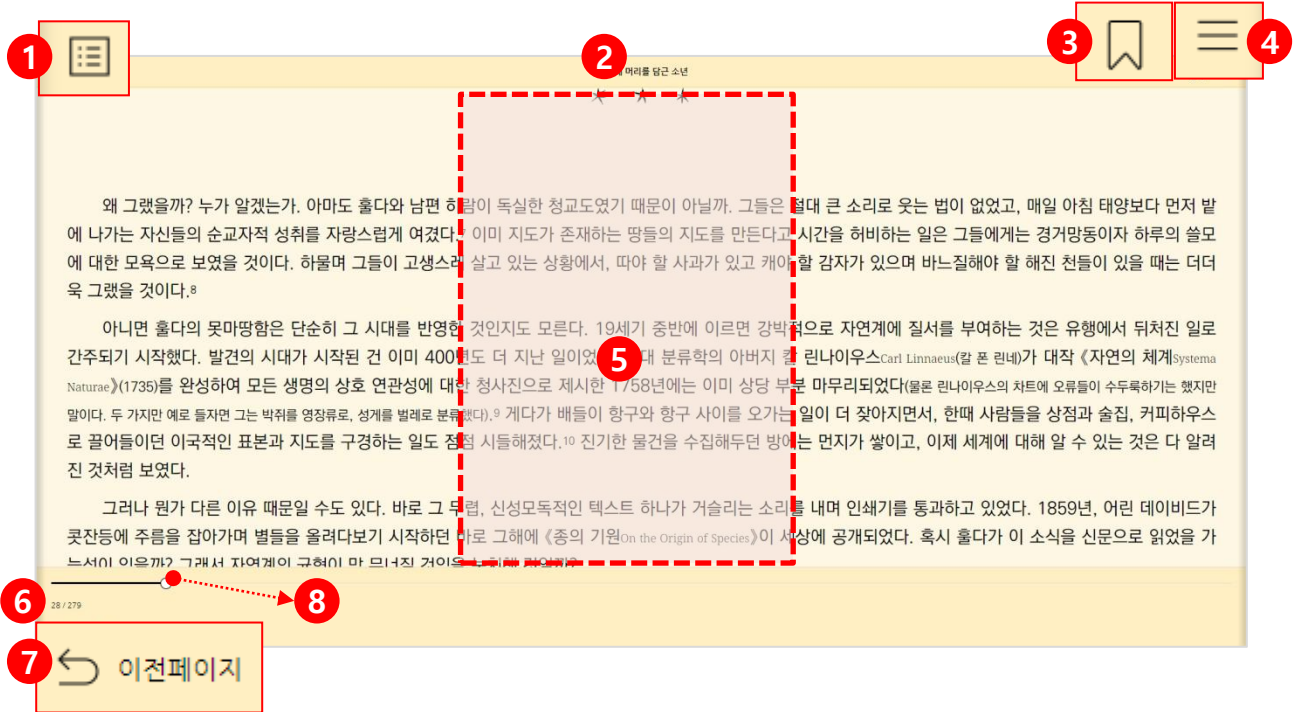 1
2
3
4
머리를 담근 소년
왜 그랬을까? 누가 알겠는가. 아마도 훌다와 남편 히람이 독실한 청교도였기 때문이 아닐까. 그들은 절대 큰 소리로 웃는 법이 없었고, 매일 아침 태양보다 먼저 밭
에 나가는 자신들의 순교자적 성취를 자랑스럽게 여겼다. 이미 지도가 존재하는 땅들의 지도를 만든다고 시간을 허비하는 일은 그들에게는 경거망동이자 하루의 쓸모
에 대한 모욕으로 보였을 것이다. 하물며 그들이 고생스레 살고 있는 상황에서, 따야 할 사과가 있고 캐야 할 감자가 있으며 바느질해야 할 해진 천들이 있을 때는 더더
욱 그랬을 것이다.8
아니면 훌다의 못마땅함은 단순히 그 시대를 반영한 것인지도 모른다. 19세기 중반에 이르면 강박적으로 자연계에 질서를 부여하는 것은 유행에서 뒤처진 일로
간주되기 시작했다. 발견의 시대가 시작된 건 이미 400년도 더 지난 일이었 5 대 분류학의 아버지 칼 린나이우스Carl Linnaeus(칼 폰 린네)가 대작 《자연의 체계Systema
Naturae》(1735)를 완성하여 모든 생명의 상호 연관성에 대한 청사진으로 제시한 1758년에는 이미 상당 부분 마무리되었다(물론 린나이우스의 차트에 오류들이 수두룩하기는 했지만
말이다. 두 가지만 예로 들자면 그는 박쥐를 영장류로, 성게를 벌레로 분류했다).9 게다가 배들이 항구와 항구 사이를 오가는 일이 더 잦아지면서, 한때 사람들을 상점과 술집, 커피하우스
로 끌어들이던 이국적인 표본과 지도를 구경하는 일도 점점 시들해졌다.10 진기한 물건을 수집해두던 방에는 먼지가 쌓이고, 이제 세계에 대해 알 수 있는 것은 다 알려
진 것처럼 보였다.
그러나 뭔가 다른 이유 때문일 수도 있다. 바로 그 무렵, 신성모독적인 텍스트 하나가 거슬리는 소리를 내며 인쇄기를 통과하고 있었다. 1859년, 어린 데이비드가
콧잔등에 주름을 잡아가며 별들을 올려다보기 시작하던 바로 그해에 《종의 기원On the Origin of Species》이 세상에 공개되었다. 혹시 훌다가 이 소식을 신문으로 읽었을 가
능성이 있을까? 그래서 자연계의 균형이 막 무너질 것임을
6
28 / 279
8
7
이전페이지